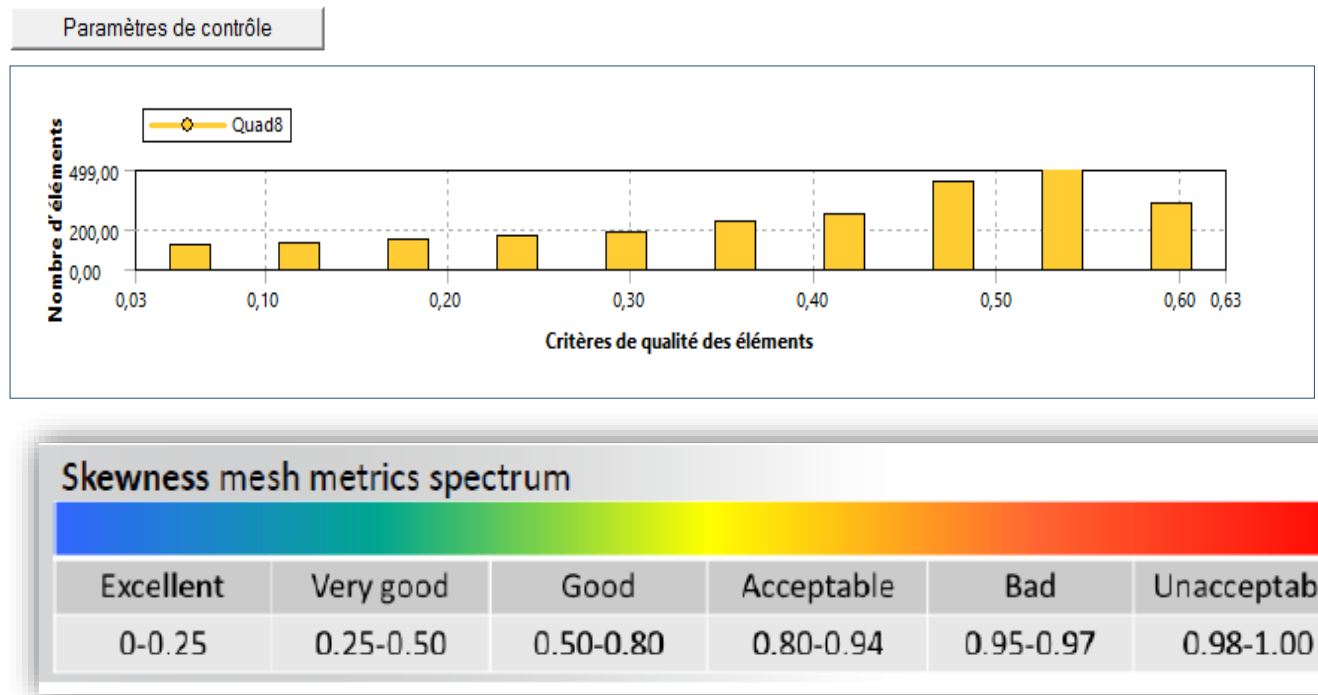 Paramètres de contrôle
Quad8
Nombre d'éléments
499,00
200,00
0,00
0,03 0,10 0,20 0,30 0,40 0,50 0,60 0,63
Critères de qualité des éléments
Skewness mesh metrics spectrum
Excellent Very good Good Acceptable Bad Unacceptab
0-0.25 0.25-0.50 0.50-0.80 0.80-0.94 0.95-0.97 0.98-1.00